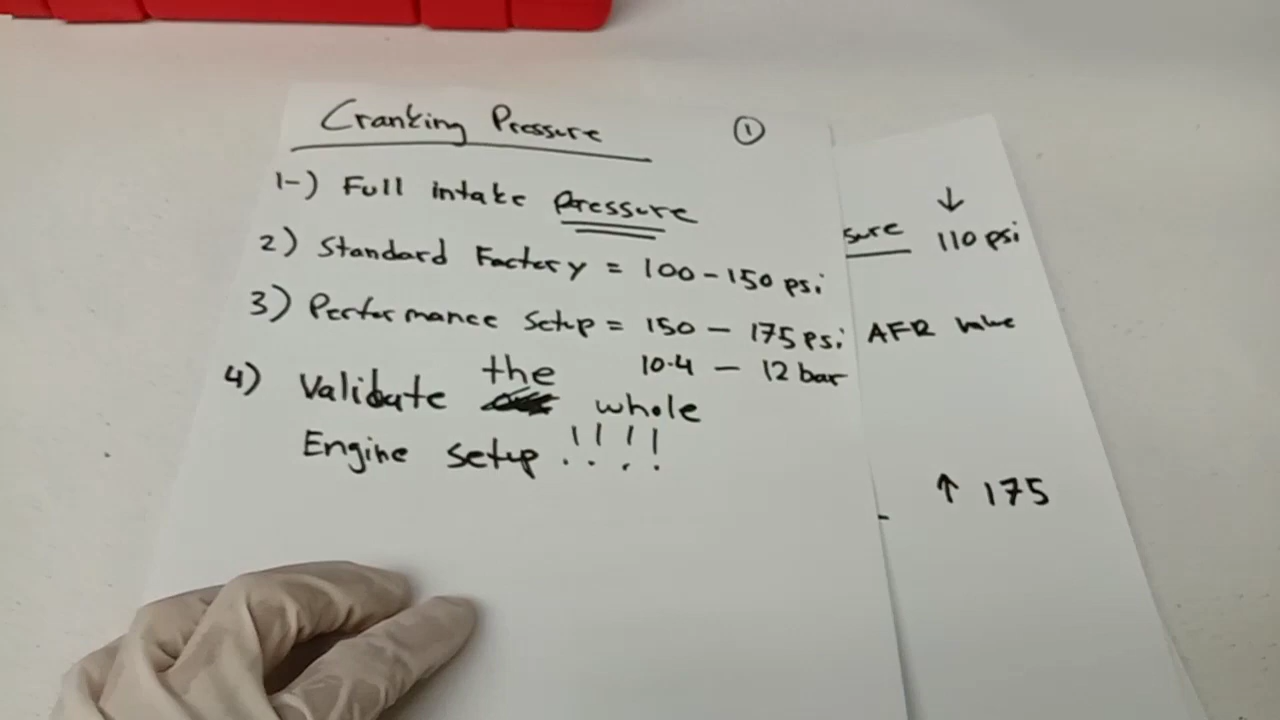 Cranking Pressure ①
1-) Full intake Pressure
2) Standard Factory = 100-150 psi
3) Performance Setup = 150 - 175 psi
10.4 - 12 bar
4) Validate the whole
Engine setup !!!!
↓
sure 110 psi
AFR value
↑ 175